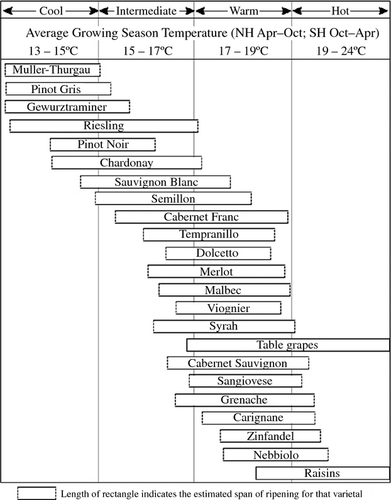 Cool Intermediate Warm Hot
Average Growing Season Temperature (NH Apr–Oct; SH Oct–Apr)
13 – 15ºC 15 – 17ºC 17 – 19ºC 19 – 24ºC
Muller-Thurgau
Pinot Gris
Gewurztraminer
Riesling
Pinot Noir
Chardonay
Sauvignon Blanc
Semillon
Cabernet Franc
Tempranillo
Dolcetto
Merlot
Malbec
Viognier
Syrah
Table grapes
Cabernet Sauvignon
Sangiovese
Grenache
Carignane
Zinfandel
Nebbiolo
Raisins
Length of rectangle indicates the estimated span of ripening for that varietal